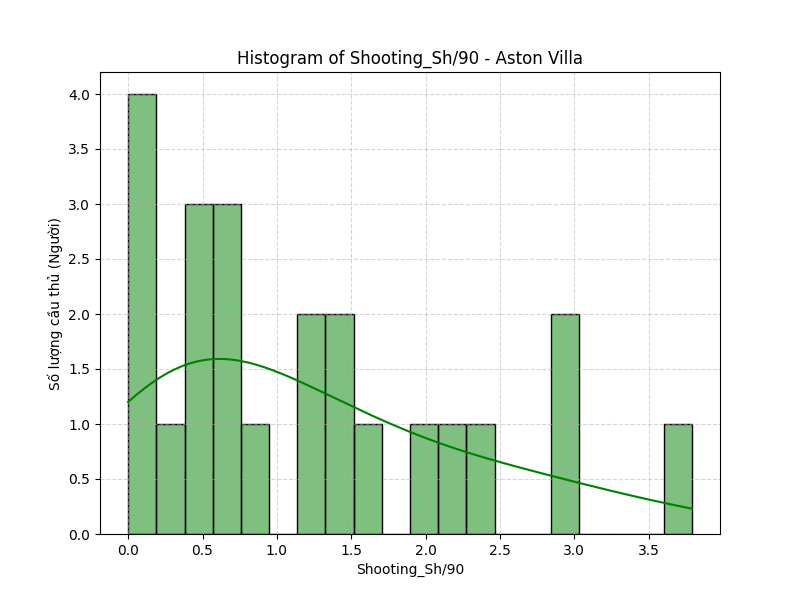 Histogram of Shooting_Sh/90 - Aston Villa
4.0
3.5
3.0
2.5
2.0
1.5
1.0
0.5
0.0
Số lượng cầu thủ (Người)
0.0 0.5 1.0 1.5 2.0 2.5 3.0 3.5
Shooting_Sh/90